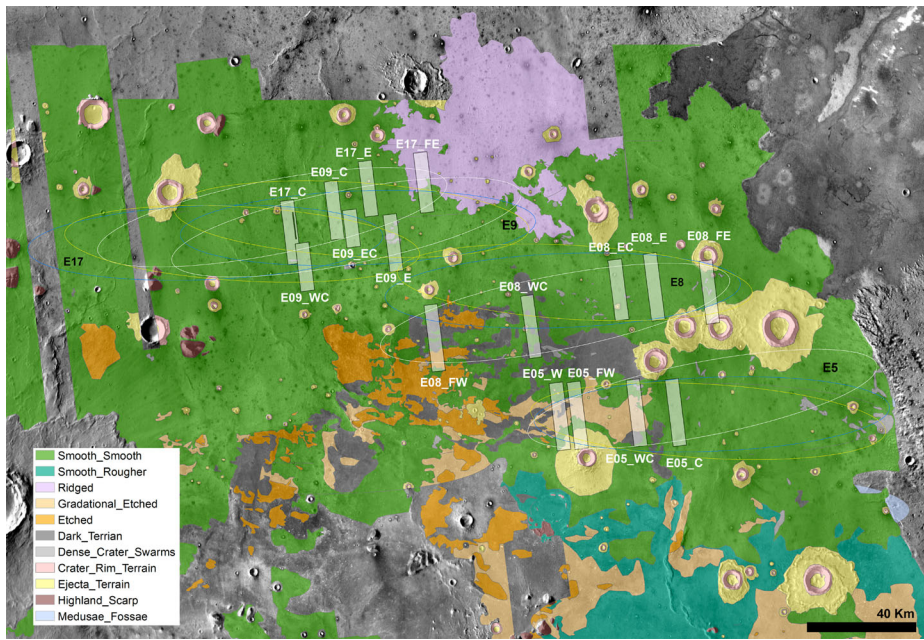 E17_FE
E17_E
E09_C
E17_C
E9
E17
E09_EC
E09_E
E09_WC
E08_EC
E08_E
E08_FE
E08_WC
E8
E08_FW
E05_W
E05_FW
E5
E05_WC
E05_C
Smooth_Smooth
Smooth_Rougher
Ridged
Gradational_Etched
Etched
Dark_Terrian
Dense_Crater_Swarms
Crater_Rim_Terrain
Ejecta_Terrain
Highland_Scarp
Medusae_Fossae
40 Km